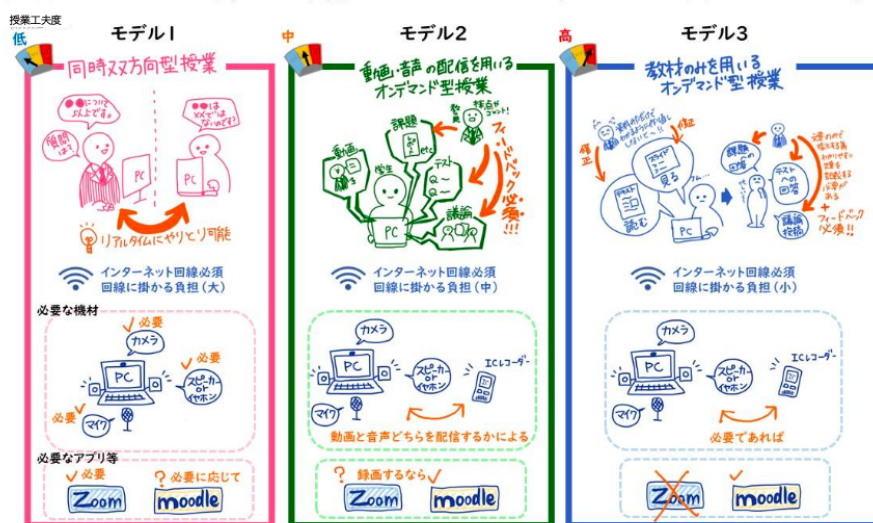 授業工夫度
低
モデル1
同時双方向型授業
●●について
以上です。
質問
は?
●●は
××では
ないのです?
PC
PC
リアルタイムにやりとり可能
インターネット回線必須
回線に掛かる負担(大)
必要な機材
必要
カメラ
PC
必要
スピーカー
or
イヤホン
必要
マイク
必要なアプリ等
必要
Zoom
? 必要に応じて
moodle
中
モデル2
動画・音声の配信を用いる
オンデマンド型授業
教員
採点や
コメント!
課題
etc
動画
学生
テスト
Q~
Q~
議論
PC
フィードバック必須!!!
インターネット回線必須
回線に掛かる負担(中)
カメラ
PC
スピーカー
or
イヤホン
マイク
ICレコーダー
動画と音声どちらを配信するかによる
? 録画するなら
Zoom
moodle
高
モデル3
教材のみを用いる
オンデマンド型授業
修正
修正
スライド
見る
テキスト
読む
PC
課題への
回答
テスト
への
回答
議論
投稿
+
フィードバック
必須!!
インターネット回線必須
回線に掛かる負担(小)
カメラ
PC
スピーカー
or
イヤホン
マイク
ICレコーダー
必要であれば
Zoom
moodle